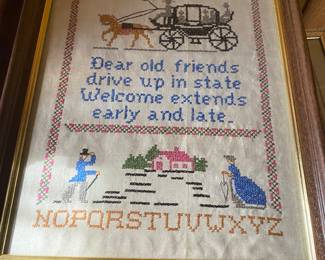 Dear old friends
drive up in state
Welcome extends
early and late.
NOPQRSTUVWXYZ